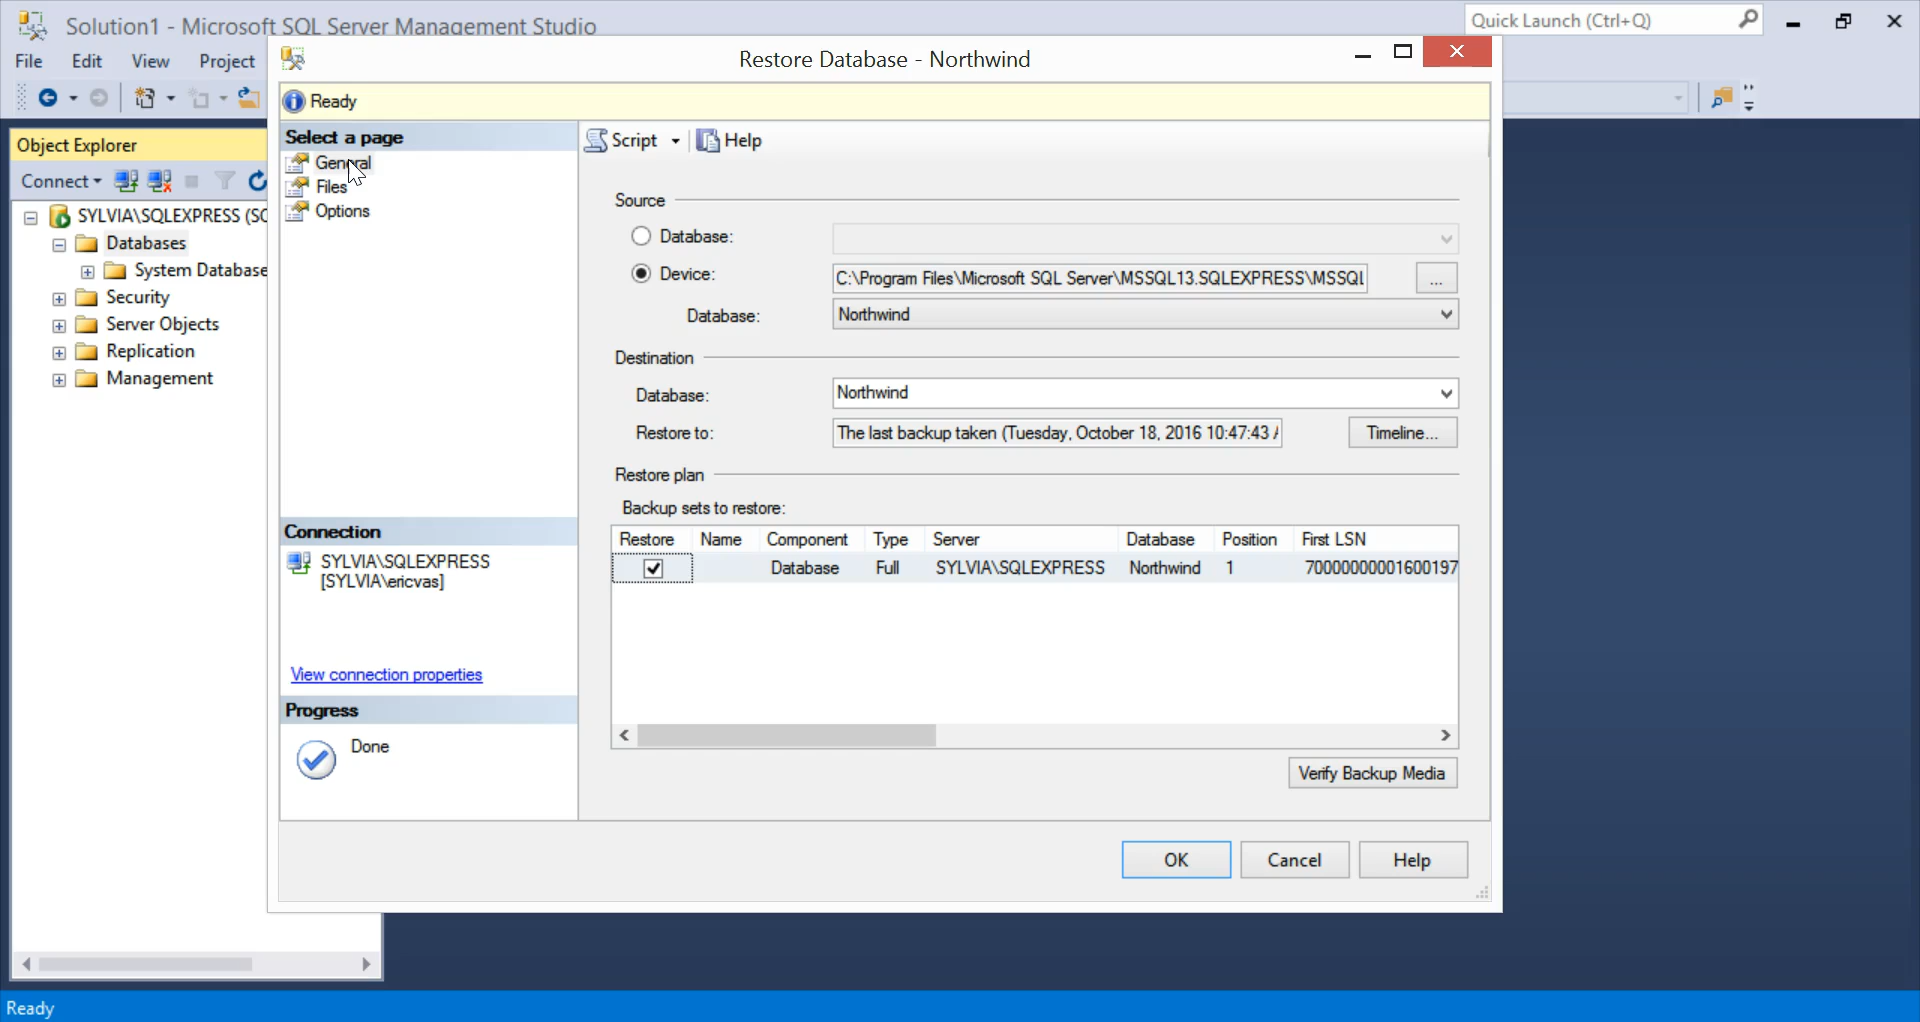 Solution1 - Microsoft SQL Server Management Studio
Quick Launch (Ctrl+Q)
File Edit View Project
Restore Database - Northwind
Ready
Object Explorer
Connect
SYLVIA\SQLEXPRESS (SQ
Databases
System Database
Security
Server Objects
Replication
Management
Select a page
General
Files
Options
Connection
SYLVIA\SQLEXPRESS
[SYLVIA\ericvas]
View connection properties
Progress
Done
Script Help
Source
Database:
Device: C:\Program Files\Microsoft SQL Server\MSSQL13.SQLEXPRESS\MSSQL ...
Database: Northwind
Destination
Database: Northwind
Restore to: The last backup taken (Tuesday, October 18, 2016 10:47:43 Timeline...
Restore plan
Backup sets to restore:
Restore Name Component Type Server Database Position First LSN
Database Full SYLVIA\SQLEXPRESS Northwind 1 70000000001600197
Verify Backup Media
OK Cancel Help
Ready